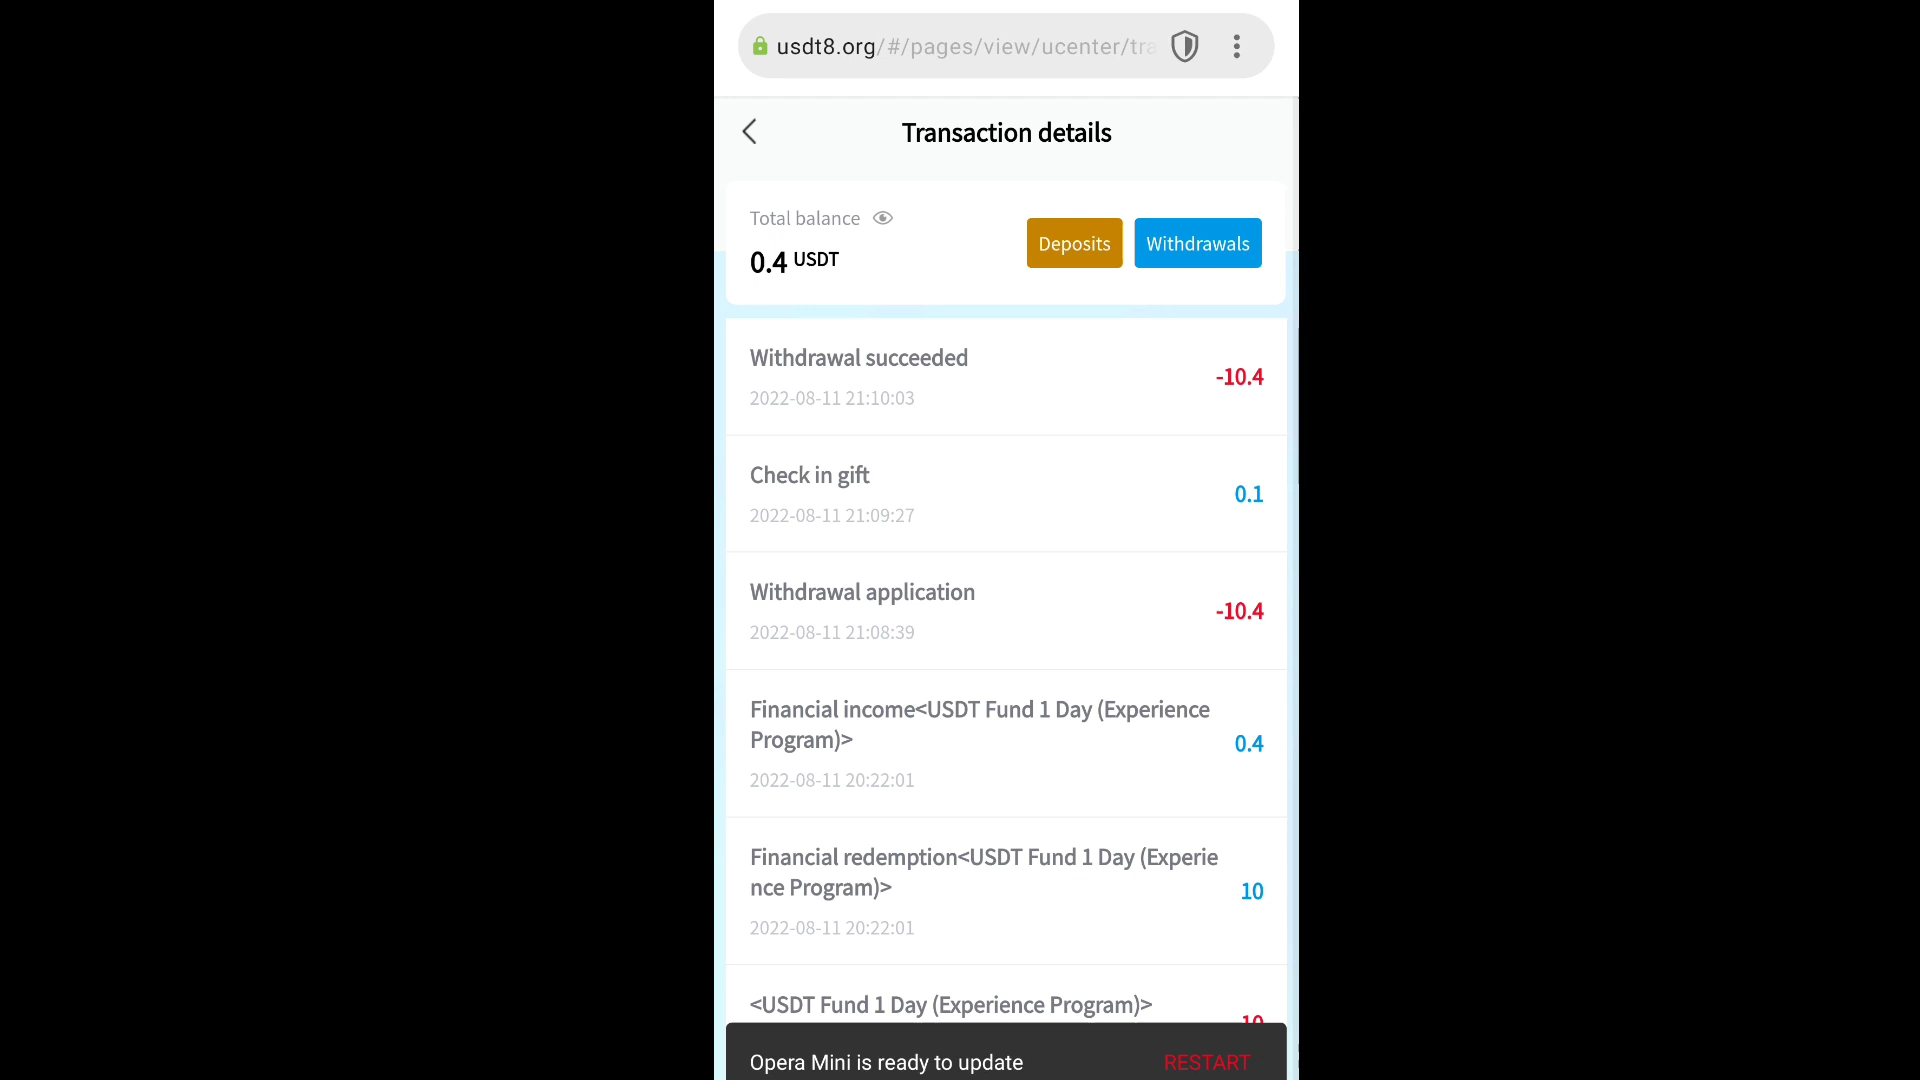 usdt8.org/#/pages/view/ucenter/tra
Transaction details
Total balance
0.4 USDT
Deposits
Withdrawals
Withdrawal succeeded
-10.4
2022-08-11 21:10:03
Check in gift
0.1
2022-08-11 21:09:27
Withdrawal application
-10.4
2022-08-11 21:08:39
Financial income<USDT Fund 1 Day (Experience
Program)>
0.4
2022-08-11 20:22:01
Financial redemption<USDT Fund 1 Day (Experie
nce Program)>
10
2022-08-11 20:22:01
<USDT Fund 1 Day (Experience Program)>
Opera Mini is ready to update
RESTART